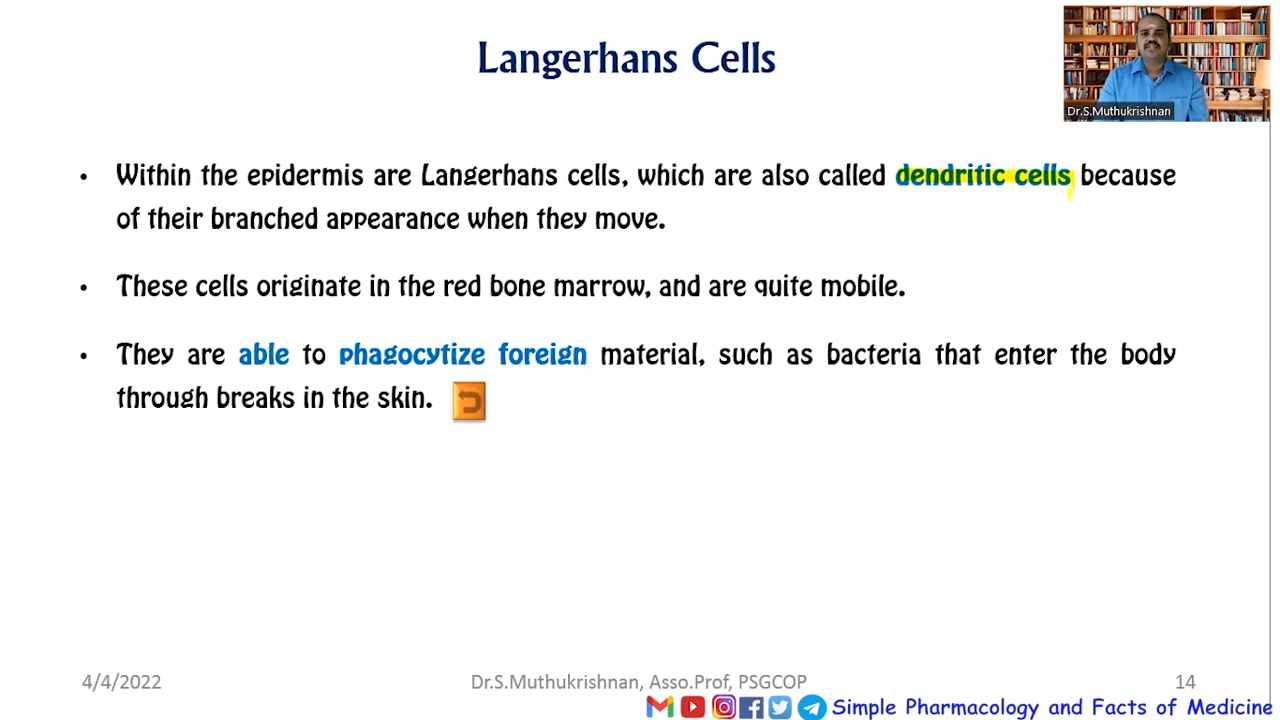 Langerhans Cells
Dr.S.Muthukrishnan
• Within the epidermis are Langerhans cells, which are also called dendritic cells because
of their branched appearance when they move.
• These cells originate in the red bone marrow, and are quite mobile.
• They are able to phagocytize foreign material, such as bacteria that enter the body
through breaks in the skin.
4/4/2022
Dr.S.Muthukrishnan, Asso.Prof, PSGCOP
14
Simple Pharmacology and Facts of Medicine